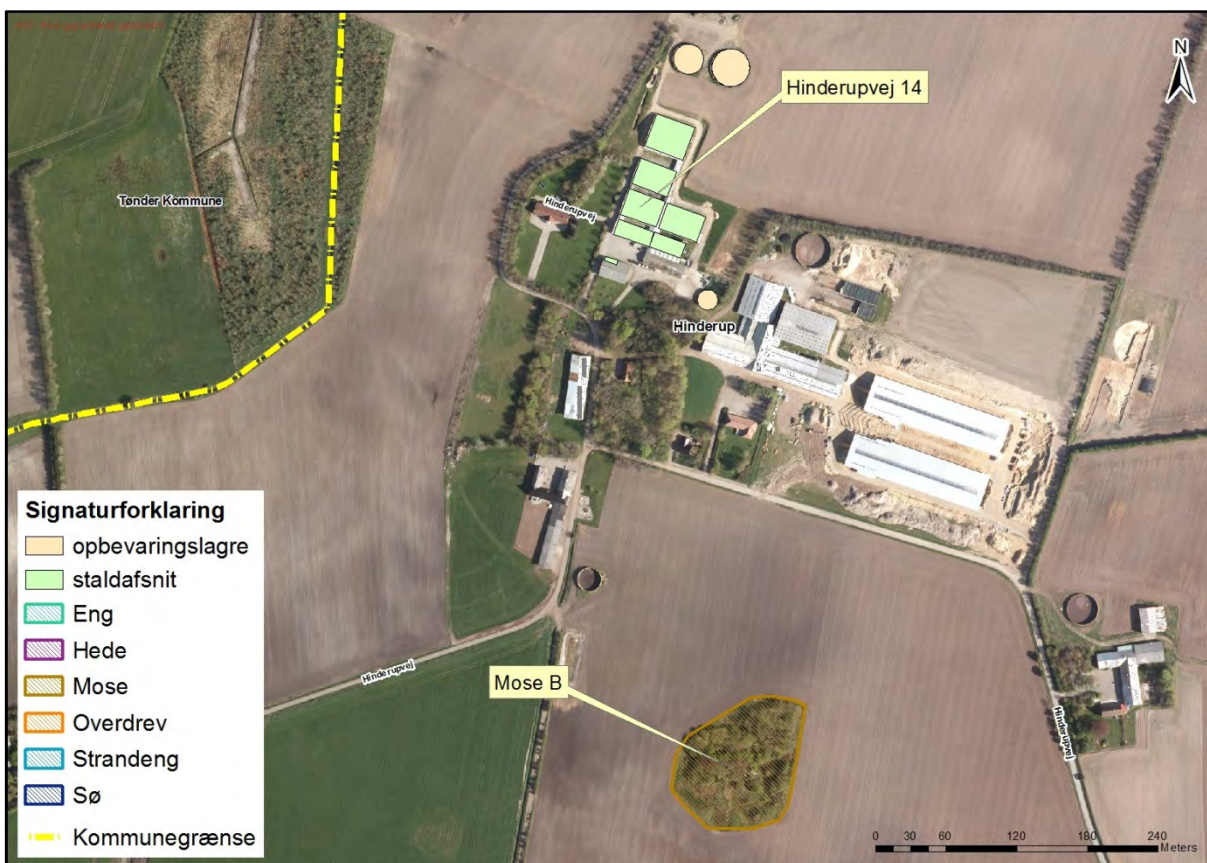 N
Hinderupvej 14
Tønder Kommune
Hinderupvej
Hinderup
Signaturforklaring
opbevaringslagre
staldafsnit
Eng
Hede
Mose
Overdrev
Strandeng
Sø
Kommunegrænse
Hinderupvej
Mose B
Hinderupvej
0 30 60 120 180 240
Meters